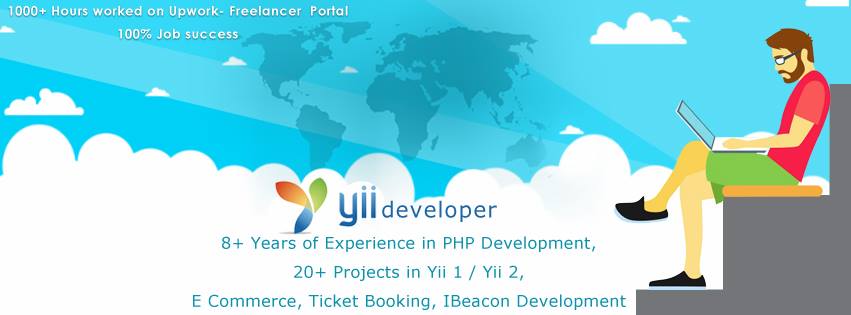 1000+ Hours worked on Upwork- Freelancer Portal
100% Job success
yii developer
8+ Years of Experience in PHP Development,
20+ Projects in Yii 1 / Yii 2,
E Commerce, Ticket Booking, IBeacon Development